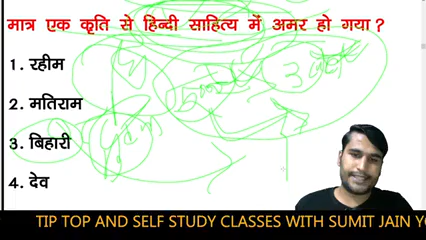 मात्र एक कृति से हिन्दी साहित्य में अमर हो गया ?
1. रहीम
2. मतिराम
3. बिहारी
4. देव
TIP TOP AND SELF STUDY CLASSES WITH SUMIT JAIN